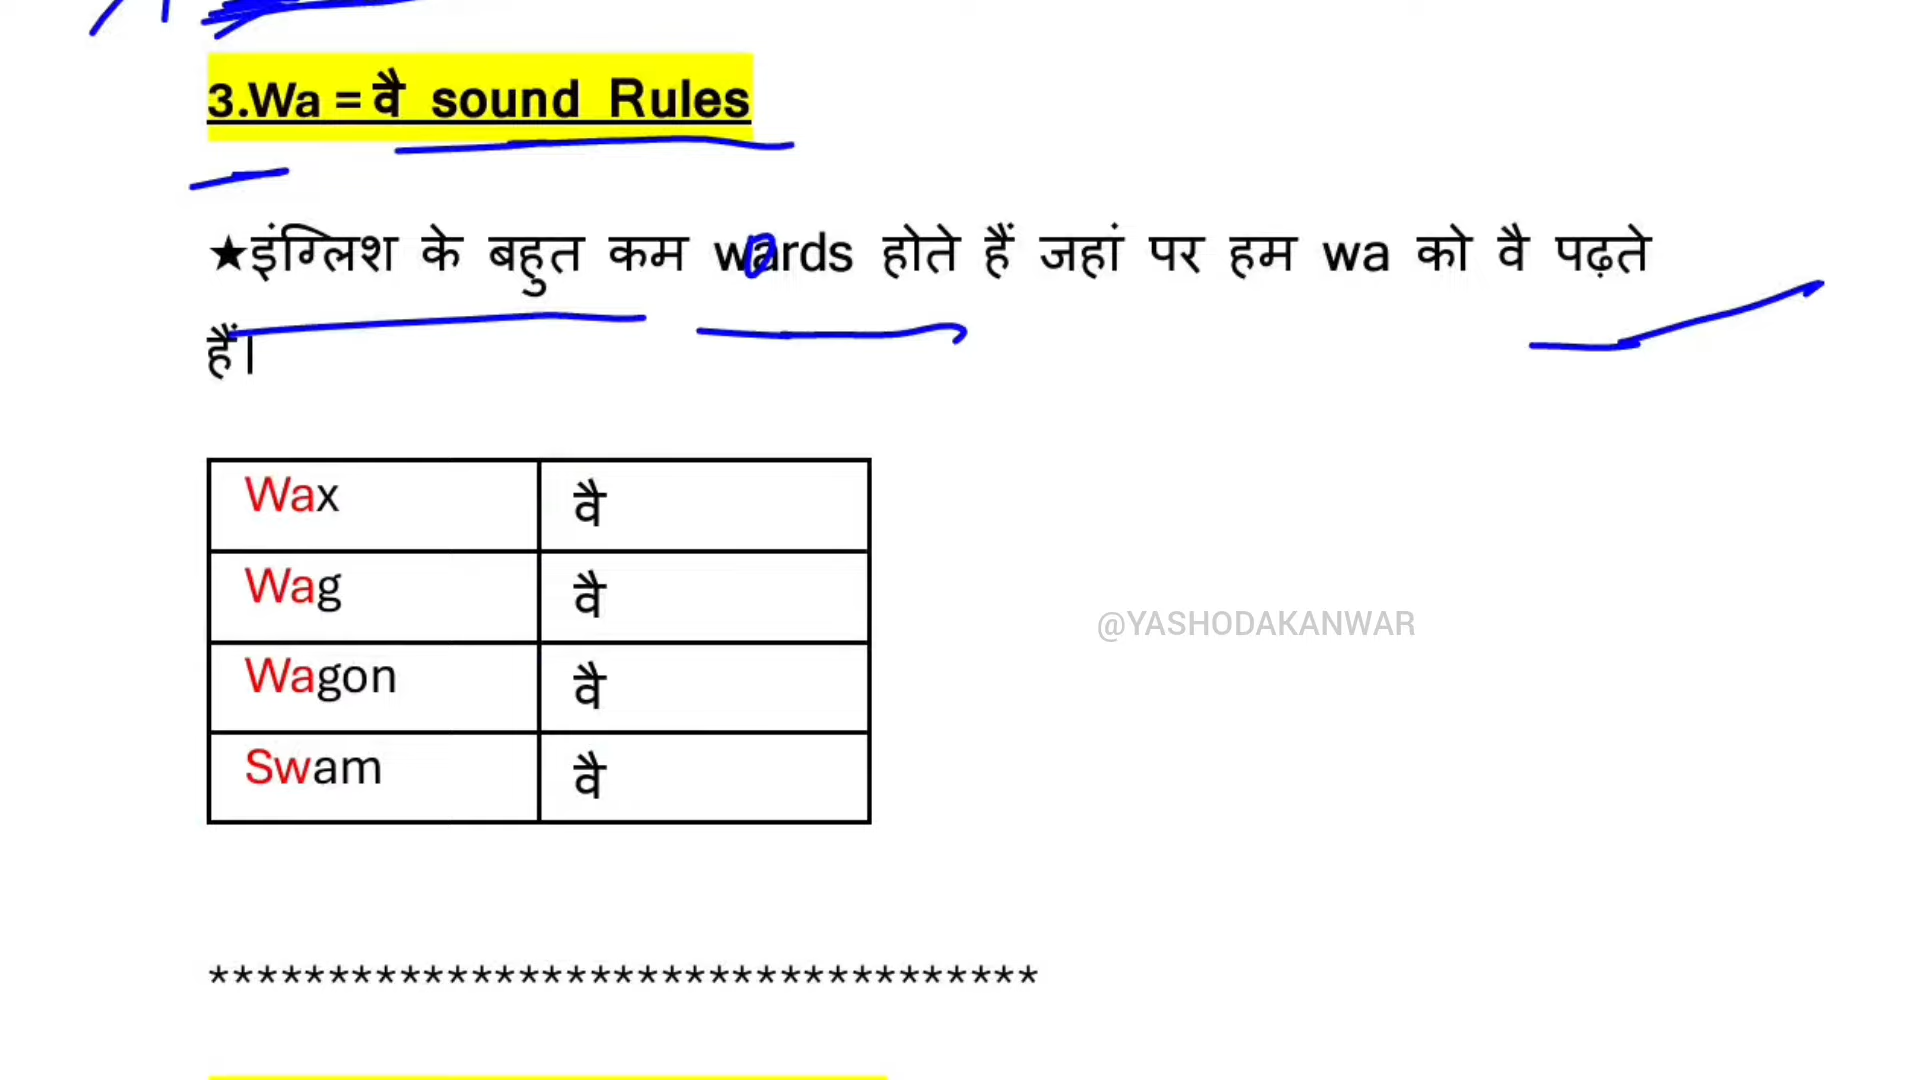 3.Wa = वै sound Rules
★इंग्लिश के बहुत कम wards होते हैं जहां पर हम wa को वै पढ़ते
हैं।
Wax वै
Wag वै
Wagon वै
Swam वै
@YASHODAKANWAR
***********************************